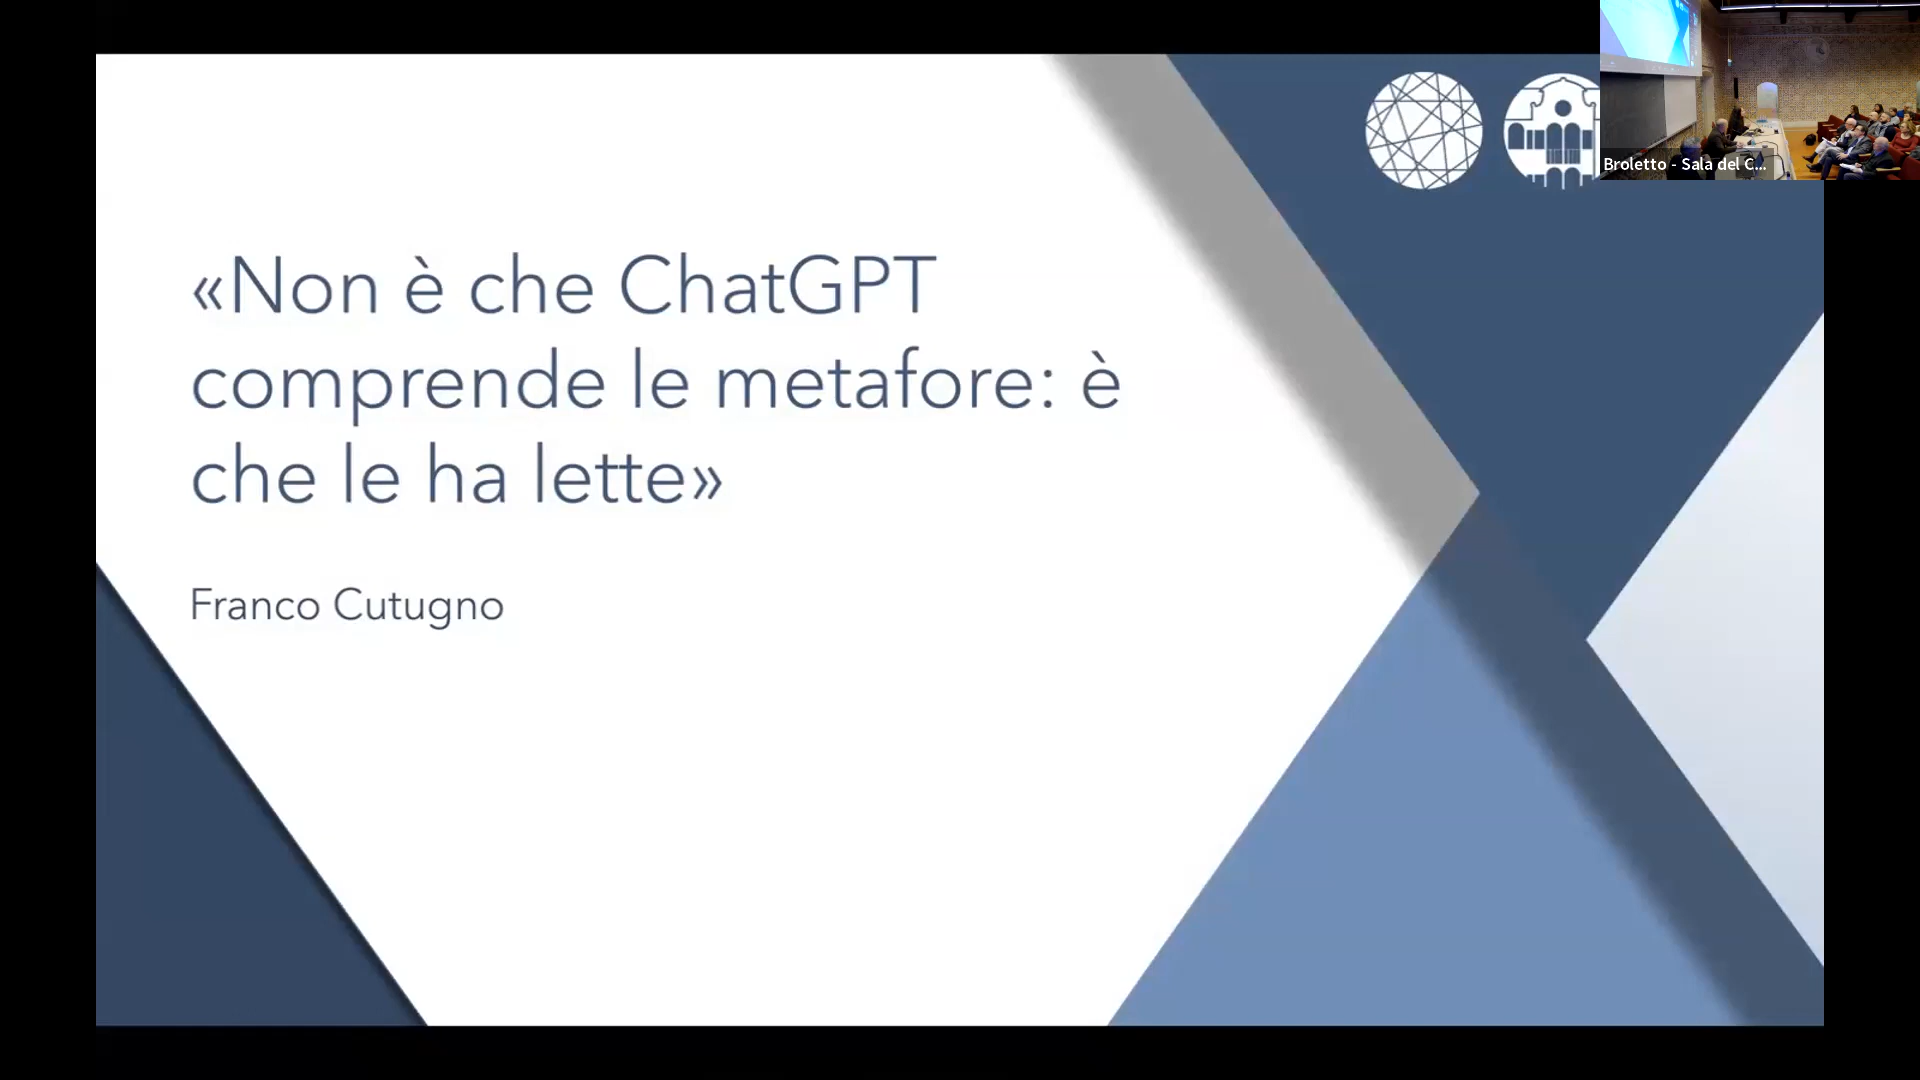 «Non è che ChatGPT
comprende le metafore: è
che le ha lette»
Franco Cutugno
Broletto - Sala del C...